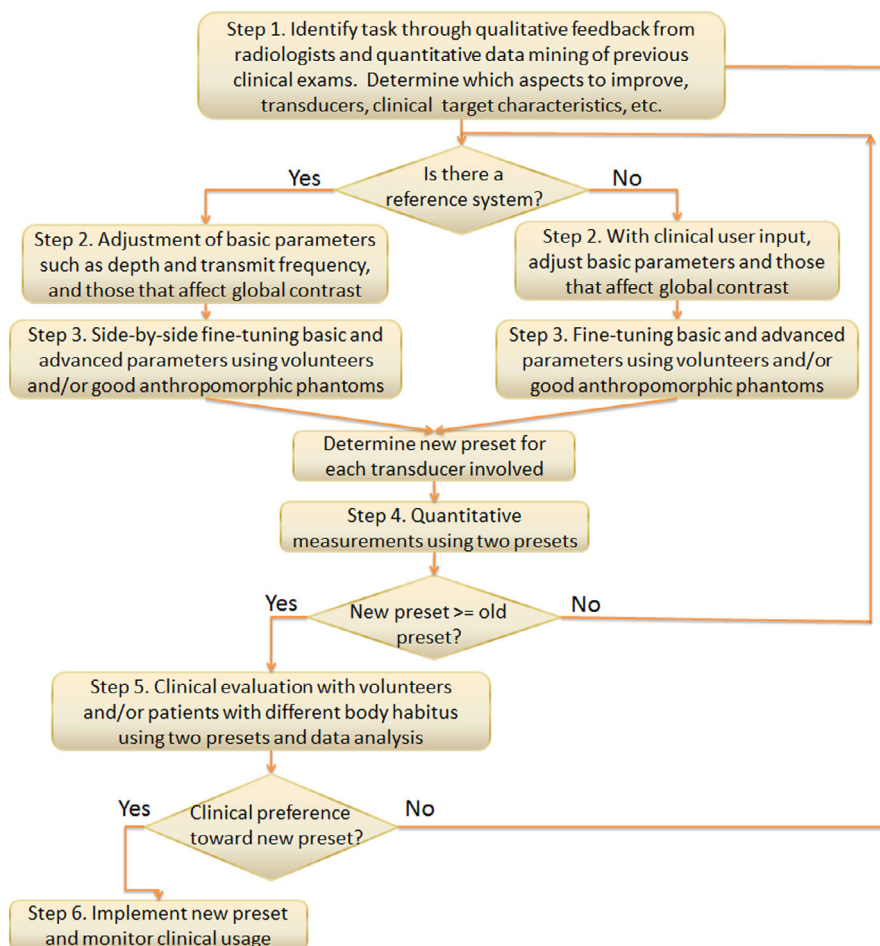 Step 1. Identify task through qualitative feedback from
radiologists and quantitative data mining of previous
clinical exams. Determine which aspects to improve,
transducers, clinical target characteristics, etc.
Is there a
reference system?
Yes
No
Step 2. Adjustment of basic parameters
such as depth and transmit frequency,
and those that affect global contrast
Step 2. With clinical user input,
adjust basic parameters and those
that affect global contrast
Step 3. Side-by-side fine-tuning basic and
advanced parameters using volunteers
and/or good anthropomorphic phantoms
Step 3. Fine-tuning basic and advanced
parameters using volunteers and/or
good anthropomorphic phantoms
Determine new preset for
each transducer involved
Step 4. Quantitative
measurements using two presets
Yes
New preset >= old
preset?
No
Step 5. Clinical evaluation with volunteers
and/or patients with different body habitus
using two presets and data analysis
Yes
Clinical preference
toward new preset?
No
Step 6. Implement new preset
and monitor clinical usage